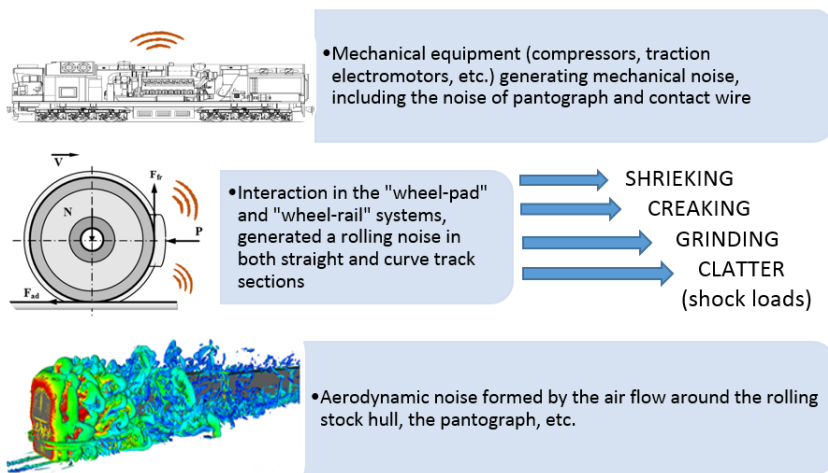 •Mechanical equipment (compressors, traction
electromotors, etc.) generating mechanical noise,
including the noise of pantograph and contact wire
V
F_fr
N
P
F_ad
•Interaction in the "wheel-pad"
and "wheel-rail" systems,
generated a rolling noise in
both straight and curve track
sections
SHRIEKING
CREAKING
GRINDING
CLATTER
(shock loads)
•Aerodynamic noise formed by the air flow around the rolling
stock hull, the pantograph, etc.